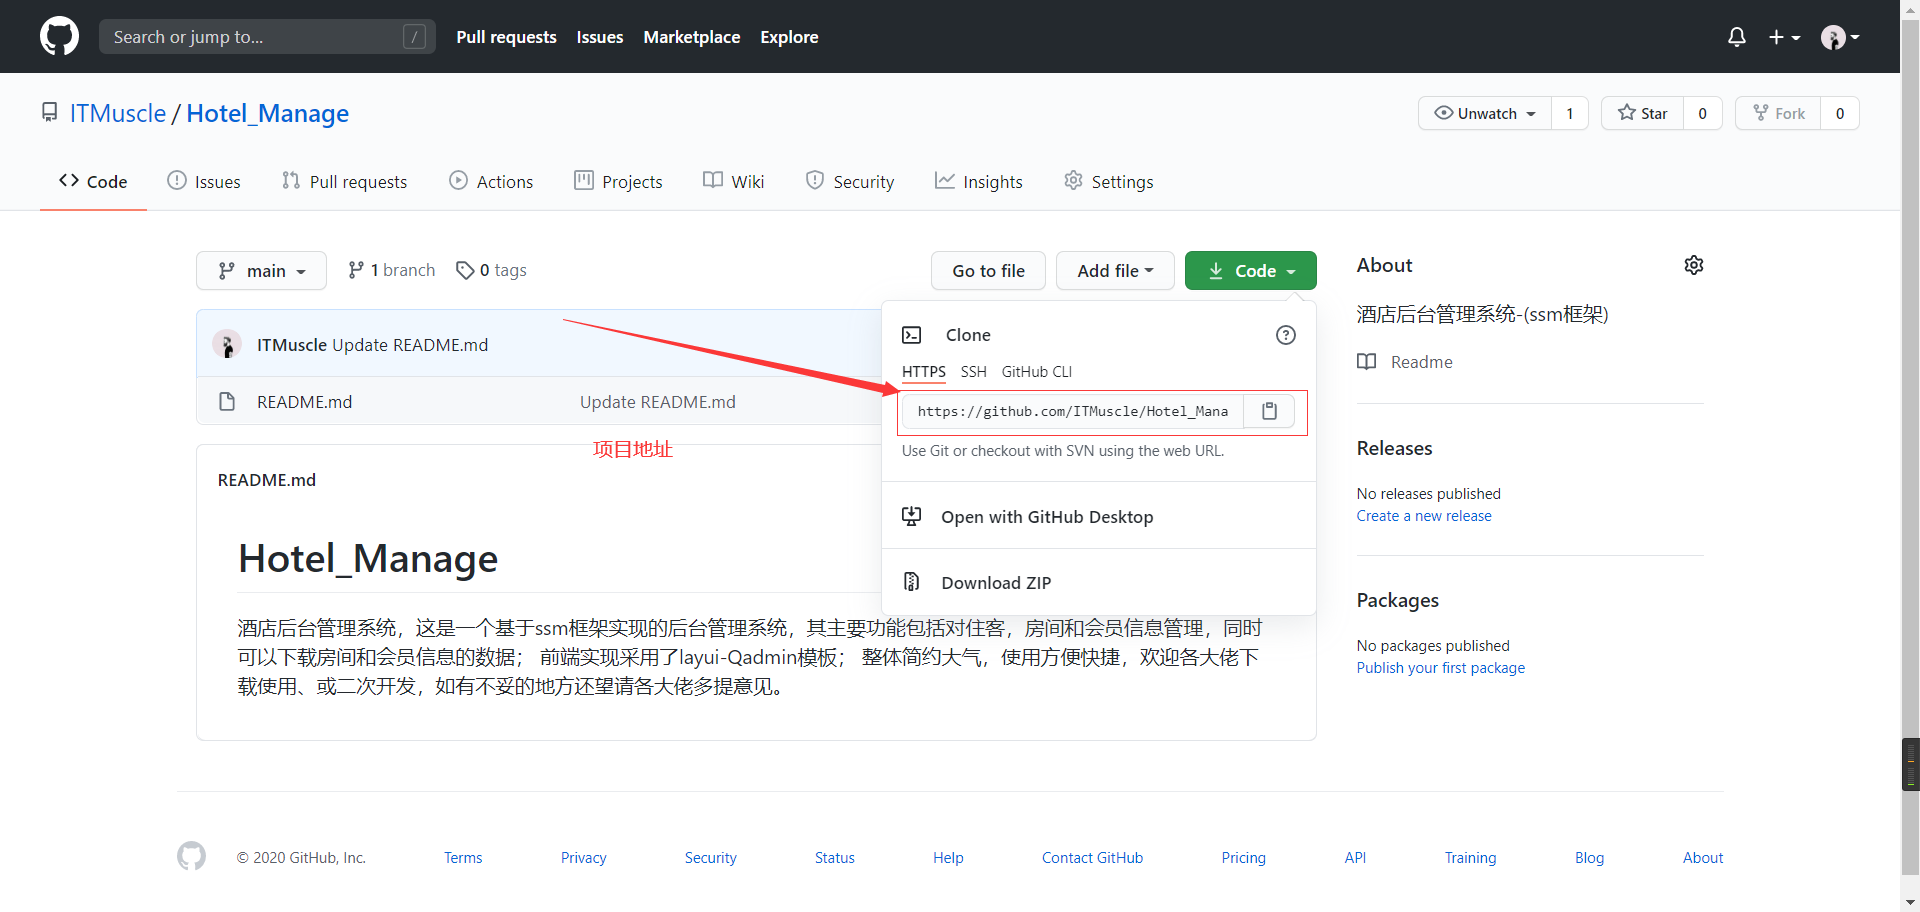 Search or jump to... /
Pull requests Issues Marketplace Explore
ITMuscle / Hotel_Manage
Unwatch 1 Star 0 Fork 0
Code Issues Pull requests Actions Projects Wiki Security Insights Settings
main 1 branch 0 tags
Go to file Add file Code
ITMuscle Update README.md
README.md Update README.md
项目地址
Clone
HTTPS SSH GitHub CLI
https://github.com/ITMuscle/Hotel_Mana
Use Git or checkout with SVN using the web URL.
Open with GitHub Desktop
Download ZIP
README.md
Hotel_Manage
酒店后台管理系统，这是一个基于ssm框架实现的后台管理系统，其主要功能包括对住客，房间和会员信息管理，同时
可以下载房间和会员信息的数据； 前端实现采用了layui-Qadmin模板； 整体简约大气，使用方便快捷，欢迎各大佬下
载使用、或二次开发，如有不妥的地方还望请各大佬多提意见。
About
酒店后台管理系统-(ssm框架)
Readme
Releases
No releases published
Create a new release
Packages
No packages published
Publish your first package
© 2020 GitHub, Inc. Terms Privacy Security Status Help Contact GitHub Pricing API Training Blog About